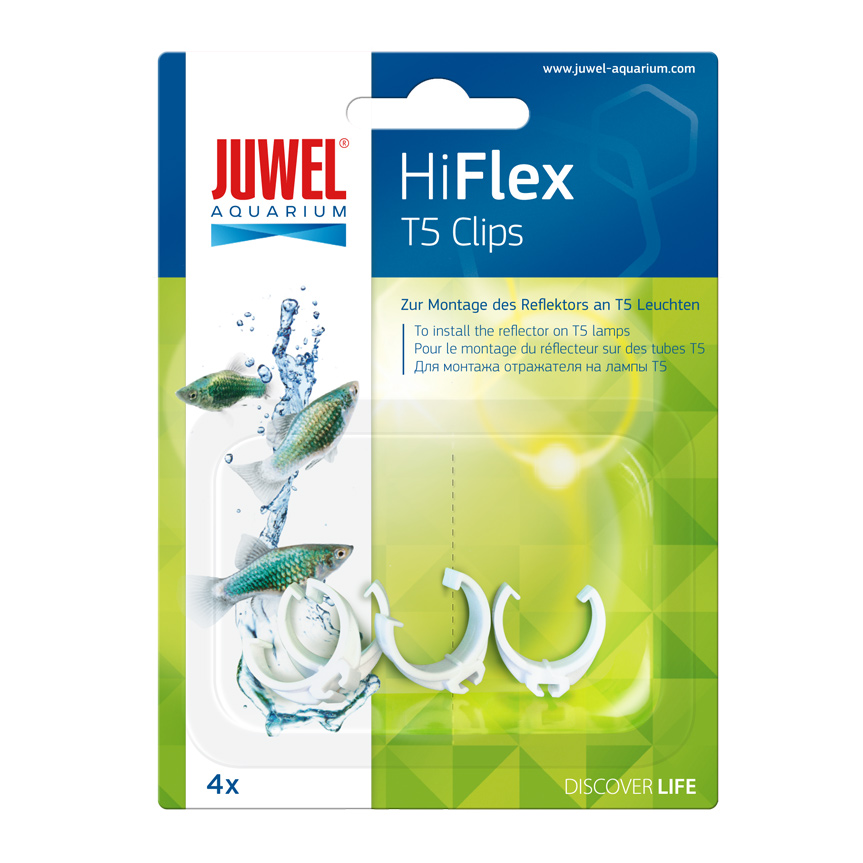 www.juwel-aquarium.com
JUWEL®
AQUARIUM
HiFlex
T5 Clips
Zur Montage des Reflektors an T5 Leuchten
To install the reflector on T5 lamps
Pour le montage du réflecteur sur des tubes T5
Для монтажа отражателя на лампы T5
4x
DISCOVER LIFE